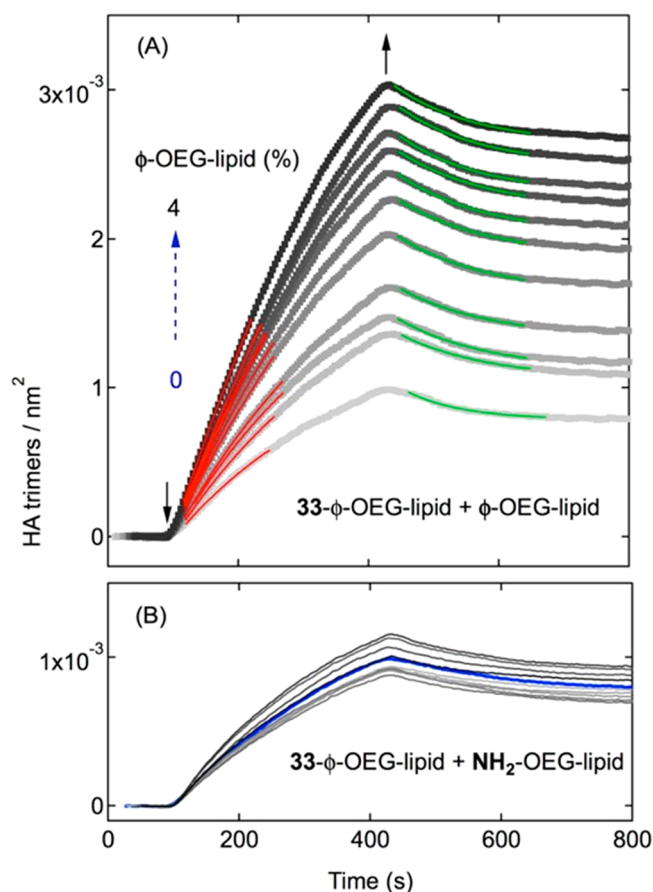 (A)
3x10⁻³
ϕ-OEG-lipid (%)
4
2
HA trimers / nm²
0
1
33-ϕ-OEG-lipid + ϕ-OEG-lipid
0
(B)
1x10⁻³
33-ϕ-OEG-lipid + NH₂-OEG-lipid
0
0 200 400 600 800
Time (s)